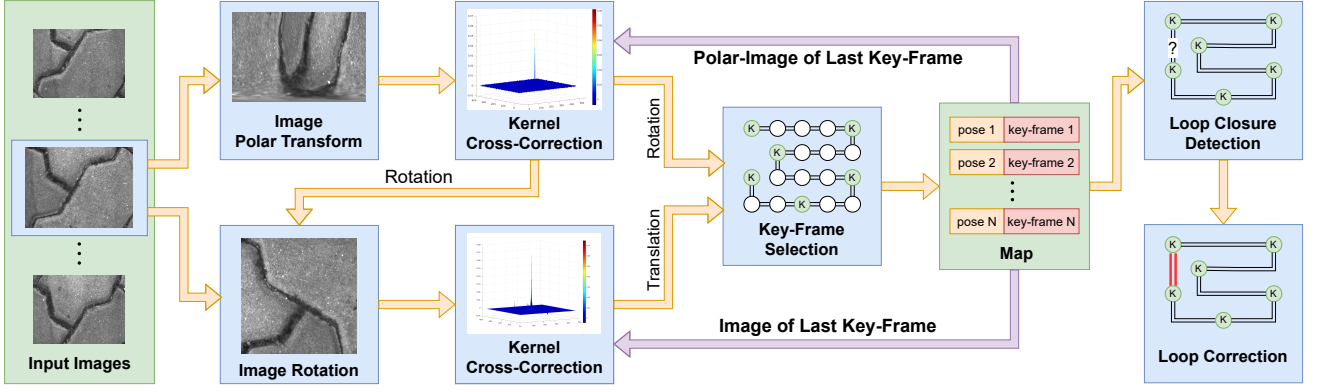 Input Images
Image
Polar Transform
Kernel
Cross-Correction
Rotation
Image Rotation
Kernel
Cross-Correction
Rotation
Translation
Polar-Image of Last Key-Frame
K
K
K
K
K
K
K
Key-Frame
Selection
pose 1
key-frame 1
pose 2
key-frame 2
pose N
key-frame N
Map
Image of Last Key-Frame
K
K
?
K
K
K
K
Loop Closure
Detection
K
K
K
K
K
K
Loop Correction